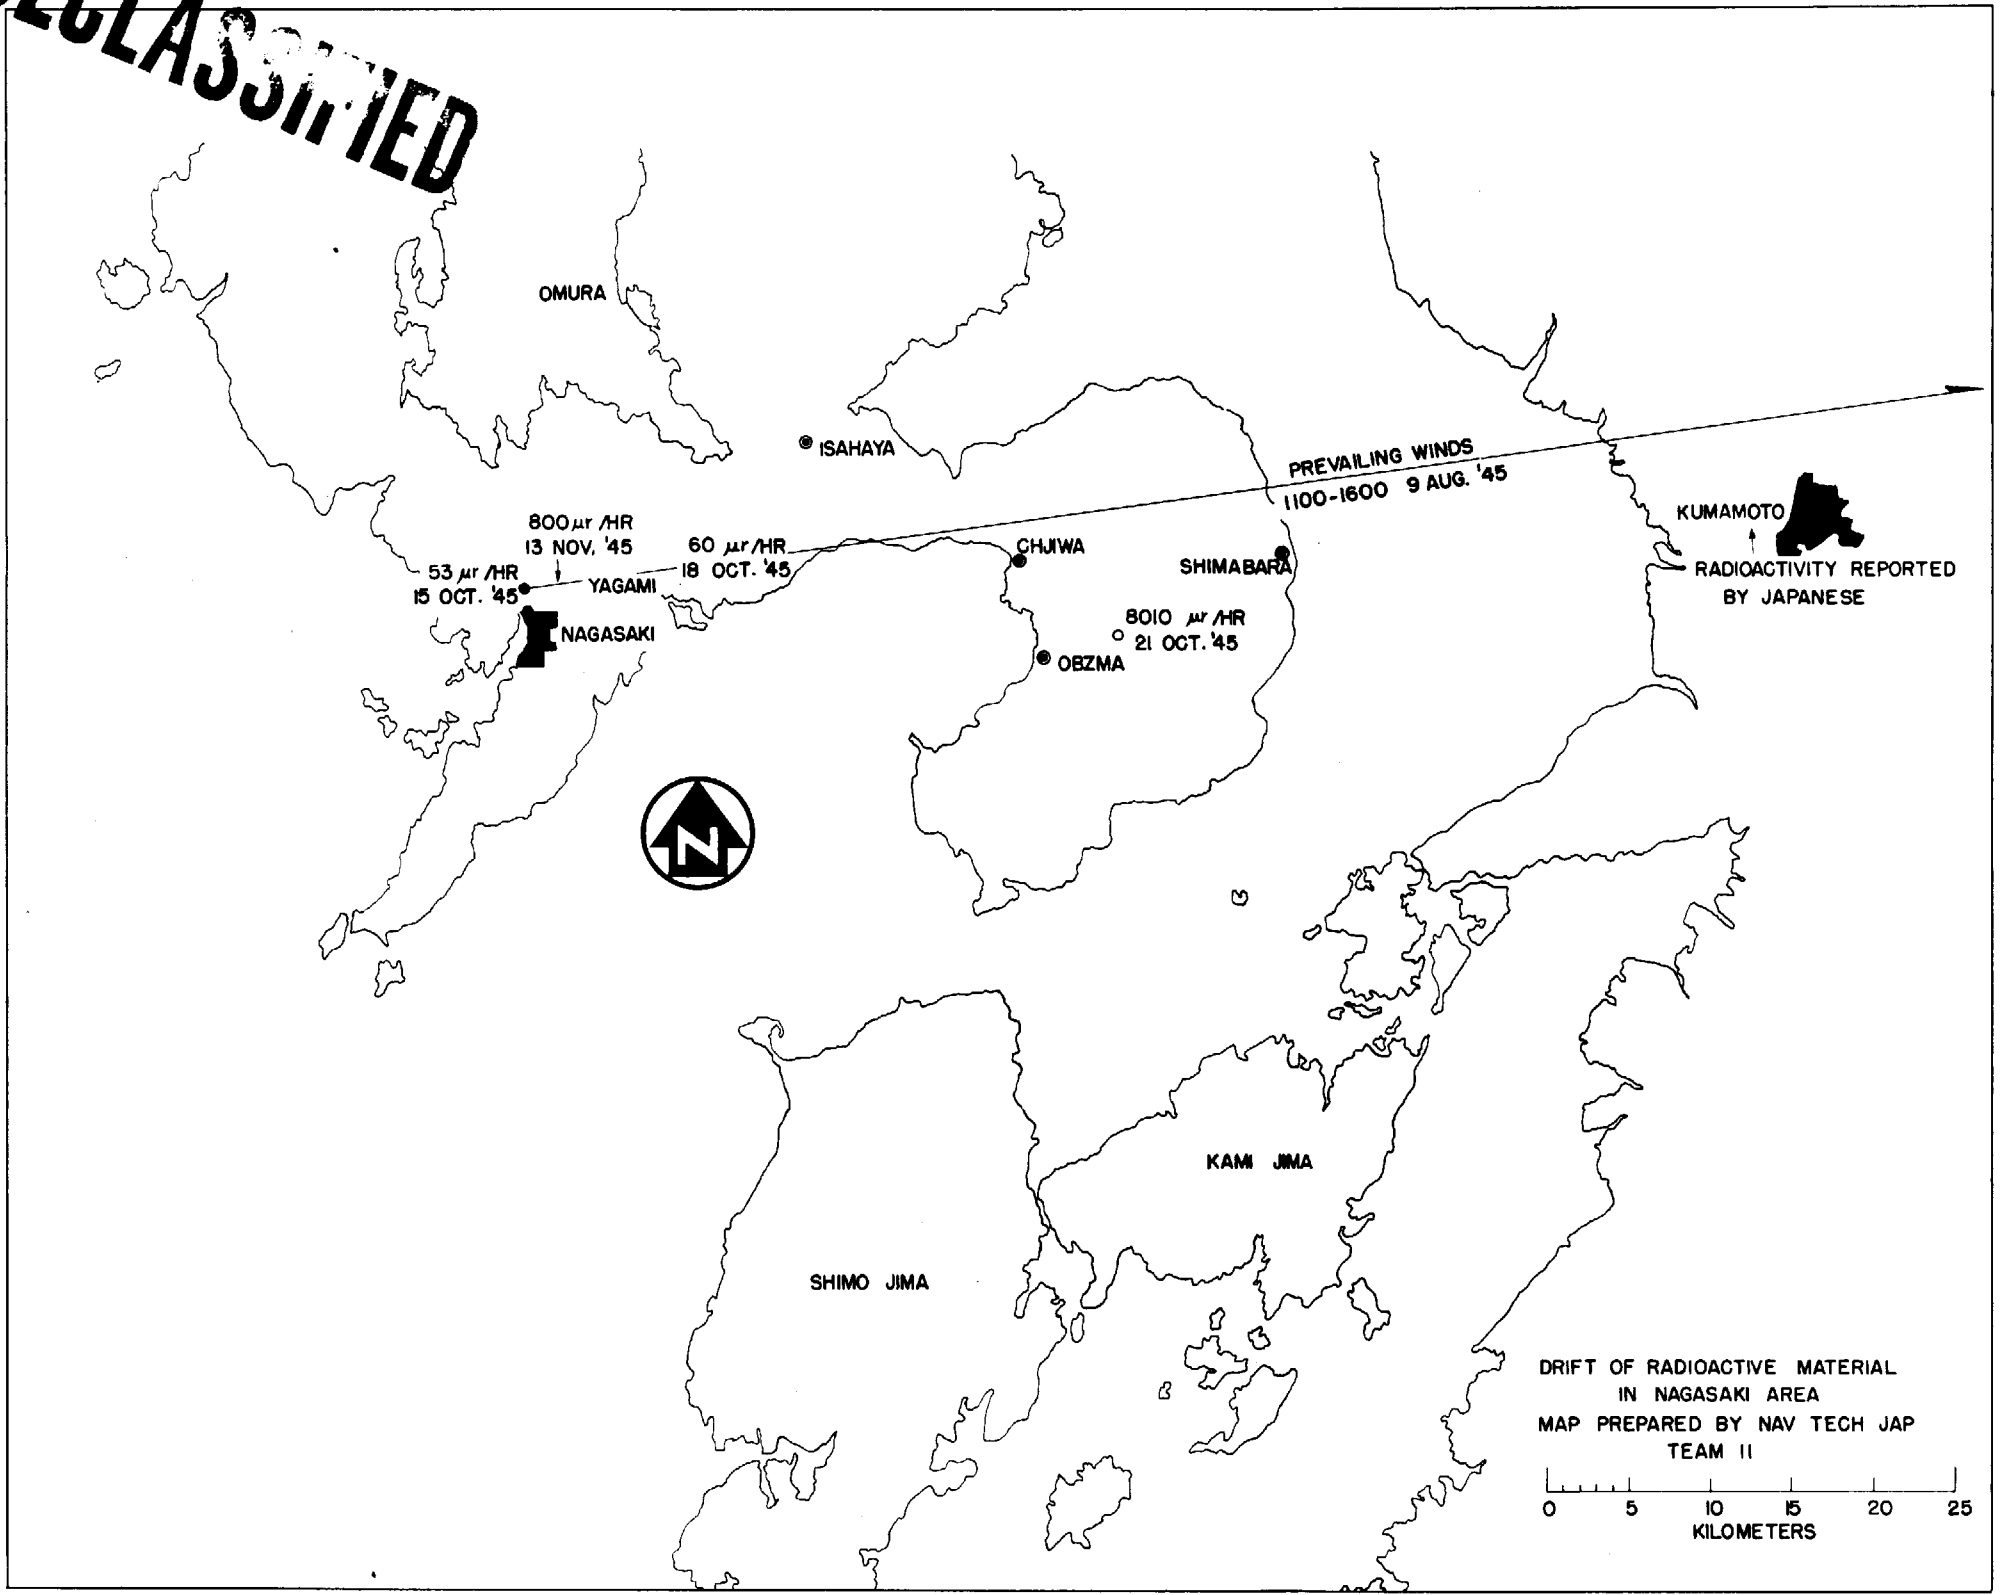 DECLASSIFIED
OMURA
ISAHAYA
PREVAILING WINDS
1100-1600 9 AUG. '45
KUMAMOTO
RADIOACTIVITY REPORTED
BY JAPANESE
800 µr/HR
13 NOV. '45
60 µr/HR
18 OCT. '45
53 µr/HR
15 OCT. '45
YAGAMI
NAGASAKI
CHJIWA
SHIMABARA
8010 µr/HR
21 OCT. '45
OBZMA
N
KAMI JIMA
SHIMO JIMA
DRIFT OF RADIOACTIVE MATERIAL
IN NAGASAKI AREA
MAP PREPARED BY NAV TECH JAP
TEAM 11
0 5 10 15 20 25
KILOMETERS